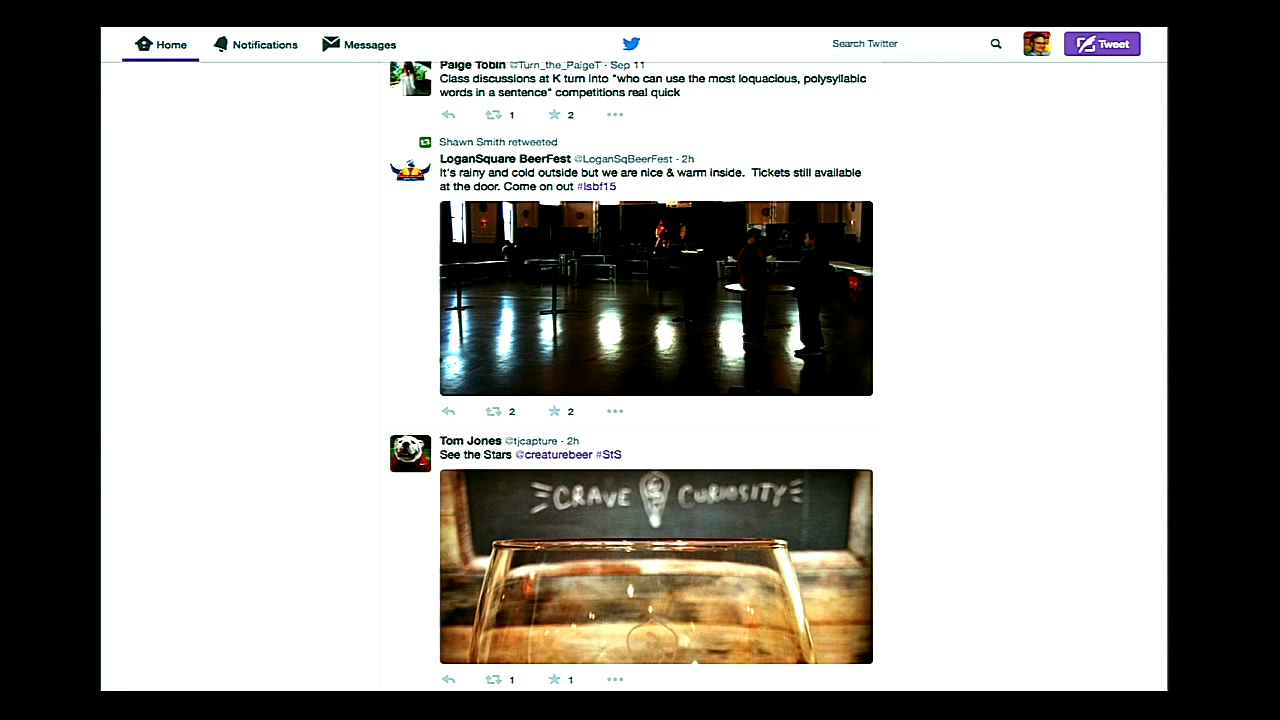 Home Notifications Messages Search Twitter Tweet
Paige Tobin @Turn_the_PaigeT · Sep 11
Class discussions at K turn into "who can use the most loquacious, polysyllabic
words in a sentence" competitions real quick
1 2
Shawn Smith retweeted
LoganSquare BeerFest @LoganSqBeerFest · 2h
It's rainy and cold outside but we are nice & warm inside. Tickets still available
at the door. Come on out #lsbf15
2 2
Tom Jones @tjcapture · 2h
See the Stars @creaturebeer #StS
CRAVE CURIOSITY
1 1